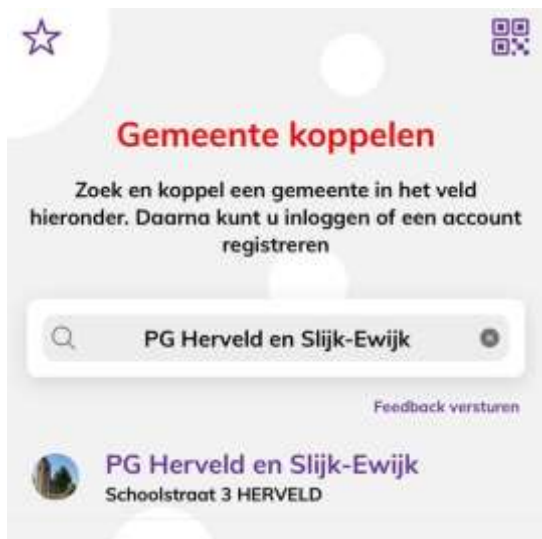 Gemeente koppelen
Zoek en koppel een gemeente in het veld
hieronder. Daarna kunt u inloggen of een account
registreren
PG Herveld en Slijk-Ewijk
Feedback versturen
PG Herveld en Slijk-Ewijk
Schoolstraat 3 HERVELD